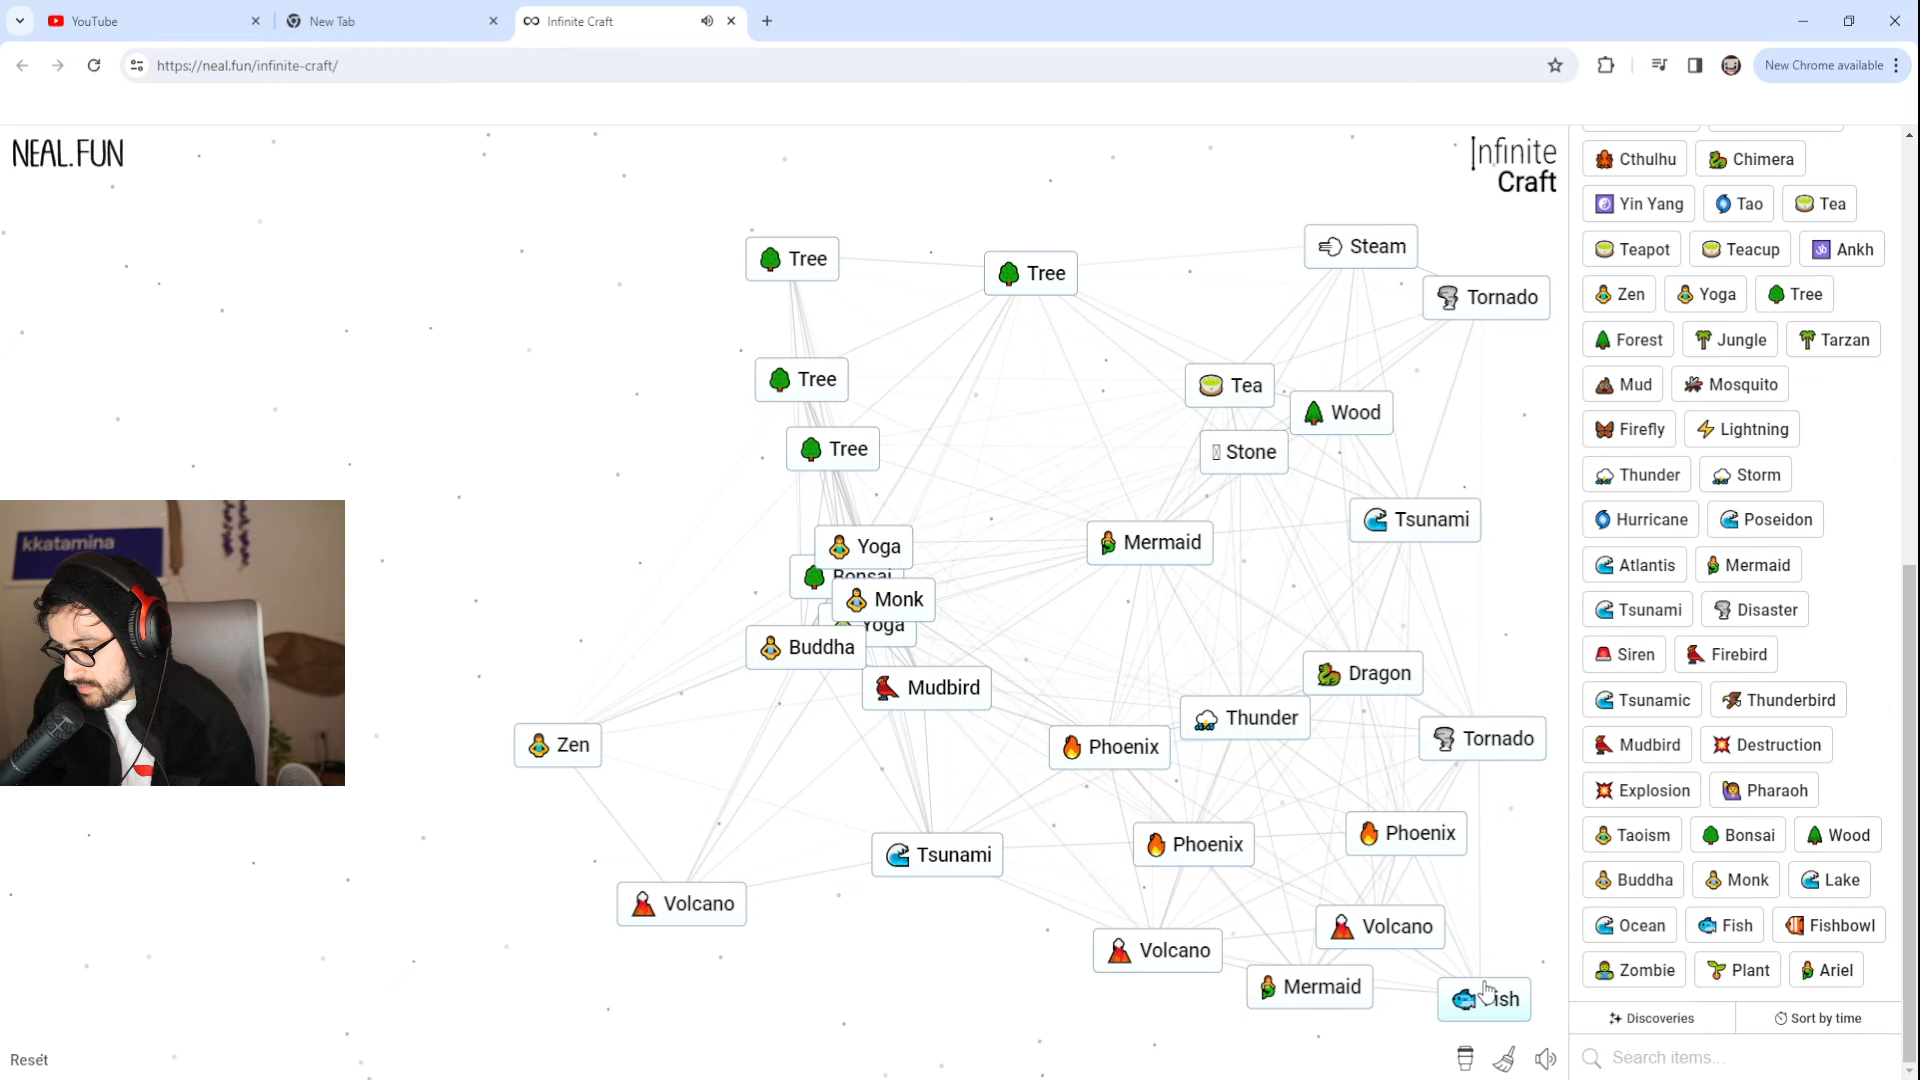 YouTube
New Tab
Infinite Craft
https://neal.fun/infinite-craft/
New Chrome available
NEAL.FUN
Infinite
Craft
Tree
Tree
Steam
Tornado
Tree
Tea
Wood
Tree
Stone
Tsunami
Yoga
Mermaid
Bonsai
Monk
Yoga
Buddha
Mudbird
Dragon
Thunder
Zen
Phoenix
Tornado
Tsunami
Phoenix
Phoenix
Volcano
Volcano
Volcano
Mermaid
Fish
kkatamina
Reset
Cthulhu Chimera
Yin Yang Tao Tea
Teapot Teacup Ankh
Zen Yoga Tree
Forest Jungle Tarzan
Mud Mosquito
Firefly Lightning
Thunder Storm
Hurricane Poseidon
Atlantis Mermaid
Tsunami Disaster
Siren Firebird
Tsunamic Thunderbird
Mudbird Destruction
Explosion Pharaoh
Taoism Bonsai Wood
Buddha Monk Lake
Ocean Fish Fishbowl
Zombie Plant Ariel
Discoveries Sort by time
Search items...